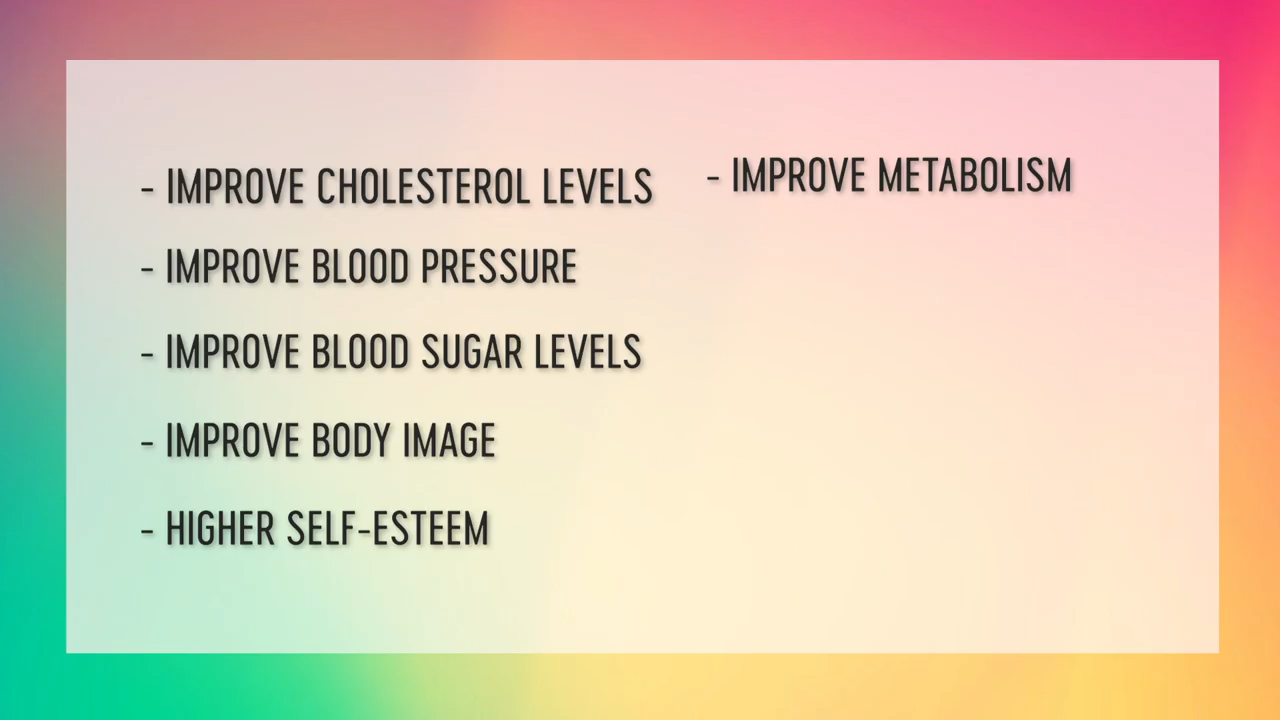 - IMPROVE CHOLESTEROL LEVELS
- IMPROVE BLOOD PRESSURE
- IMPROVE BLOOD SUGAR LEVELS
- IMPROVE BODY IMAGE
- HIGHER SELF-ESTEEM
- IMPROVE METABOLISM